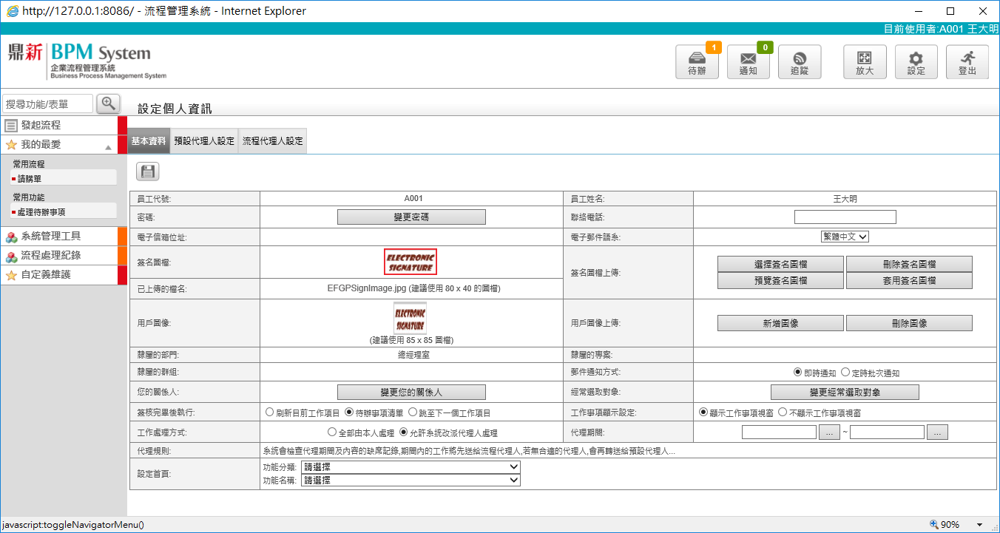 http://127.0.0.1:8086/ - 流程管理系統 - Internet Explorer
目前使用者:A001 王大明
鼎新 BPM System
企業流程管理系統
Business Process Management System
1
待辦
0
通知
追蹤
放大
設定
登出
搜尋功能/表單
設定個人資訊
發起流程
我的最愛
常用流程
請購單
常用功能
處理待辦事項
系統管理工具
流程處理紀錄
自定義維護
基本資料 預設代理人設定 流程代理人設定
員工代號: A001 員工姓名: 王大明
密碼: 變更密碼 聯絡電話:
電子信箱位址: 電子郵件語系: 繁體中文
簽名圖檔: ELECTRONIC SIGNATURE
簽名圖檔上傳: 選擇簽名圖檔 刪除簽名圖檔
預覽簽名圖檔 套用簽名圖檔
已上傳的檔名: EFGPSignImage.jpg (建議使用 80 x 40 的圖檔)
用戶圖像: ELECTRONIC SIGNATURE
(建議使用 85 x 85 圖檔)
用戶圖像上傳: 新增圖像 刪除圖像
隸屬的部門: 總經理室 隸屬的專案:
隸屬的群組: 郵件通知方式: 即時通知 定時批次通知
您的關係人: 變更您的關係人 經常選取對象: 變更經常選取對象
簽核完畢後執行: 刷新目前工作項目 待辦事項清單 跳至下一個工作項目 工作事項顯示設定: 顯示工作事項視窗 不顯示工作事項視窗
工作處理方式: 全部由本人處理 允許系統改派代理人處理 代理期間: ... ~ ...
代理規則: 系統會檢查代理期間及內容的缺席記錄,期間內的工作將先送給流程代理人,若無合適的代理人,會再轉送給預設代理人...
設定首頁: 功能分類: 請選擇
功能名稱: 請選擇
javascript:toggleNavigatorMenu()
90%